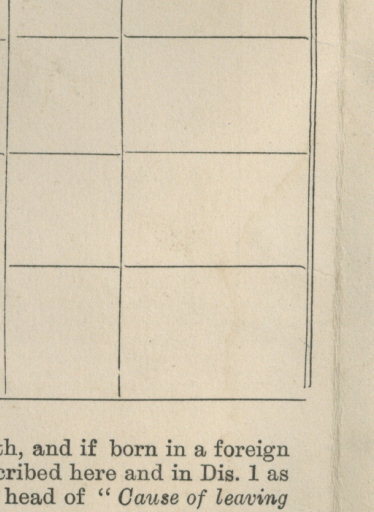 th, and if born in a foreign
cribed here and in Dis. 1 as
head of “ Cause of leaving